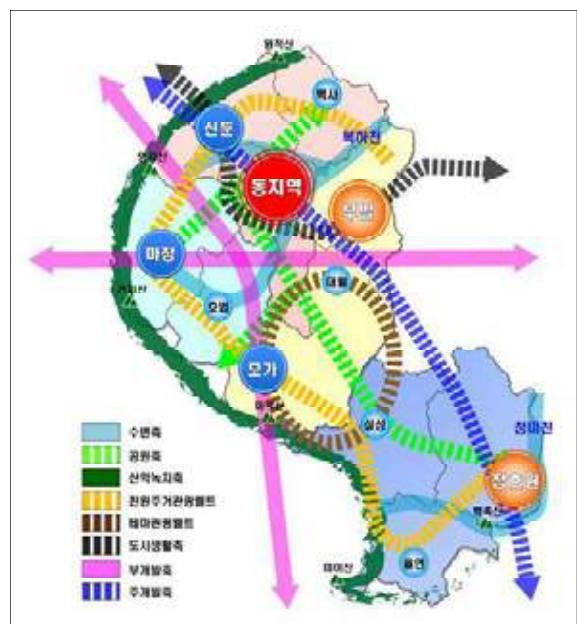 원적산
백사
신둔
복하천
동지역
부발
마장
대월
호법
모가
설성
청미천
장호원
백족산
율면
마이산
수변축
공원축
산악녹지축
전원주거관광벨트
테마관광벨트
도시생활축
부개발축
주개발축